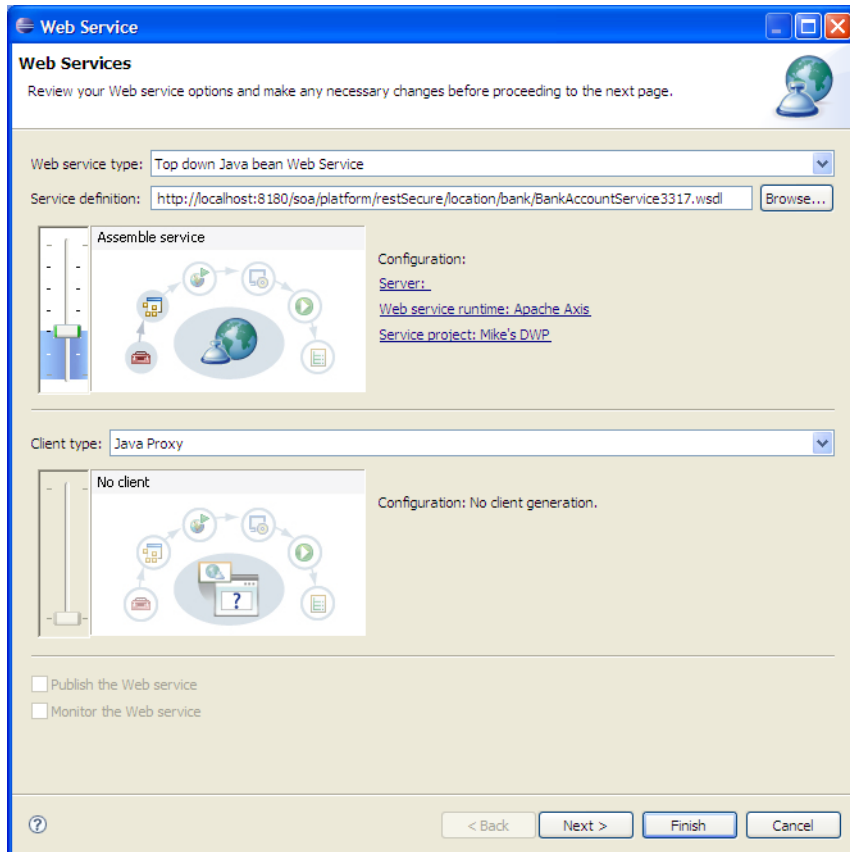 Web Service
Web Services
Review your Web service options and make any necessary changes before proceeding to the next page.
Web service type: Top down Java bean Web Service
Service definition: http://localhost:8180/soa/platform/restSecure/location/bank/BankAccountService3317.wsdl Browse...
Assemble service
Configuration:
Server:
Web service runtime: Apache Axis
Service project: Mike's DWP
Client type: Java Proxy
No client
Configuration: No client generation.
?
Publish the Web service
Monitor the Web service
? < Back Next > Finish Cancel